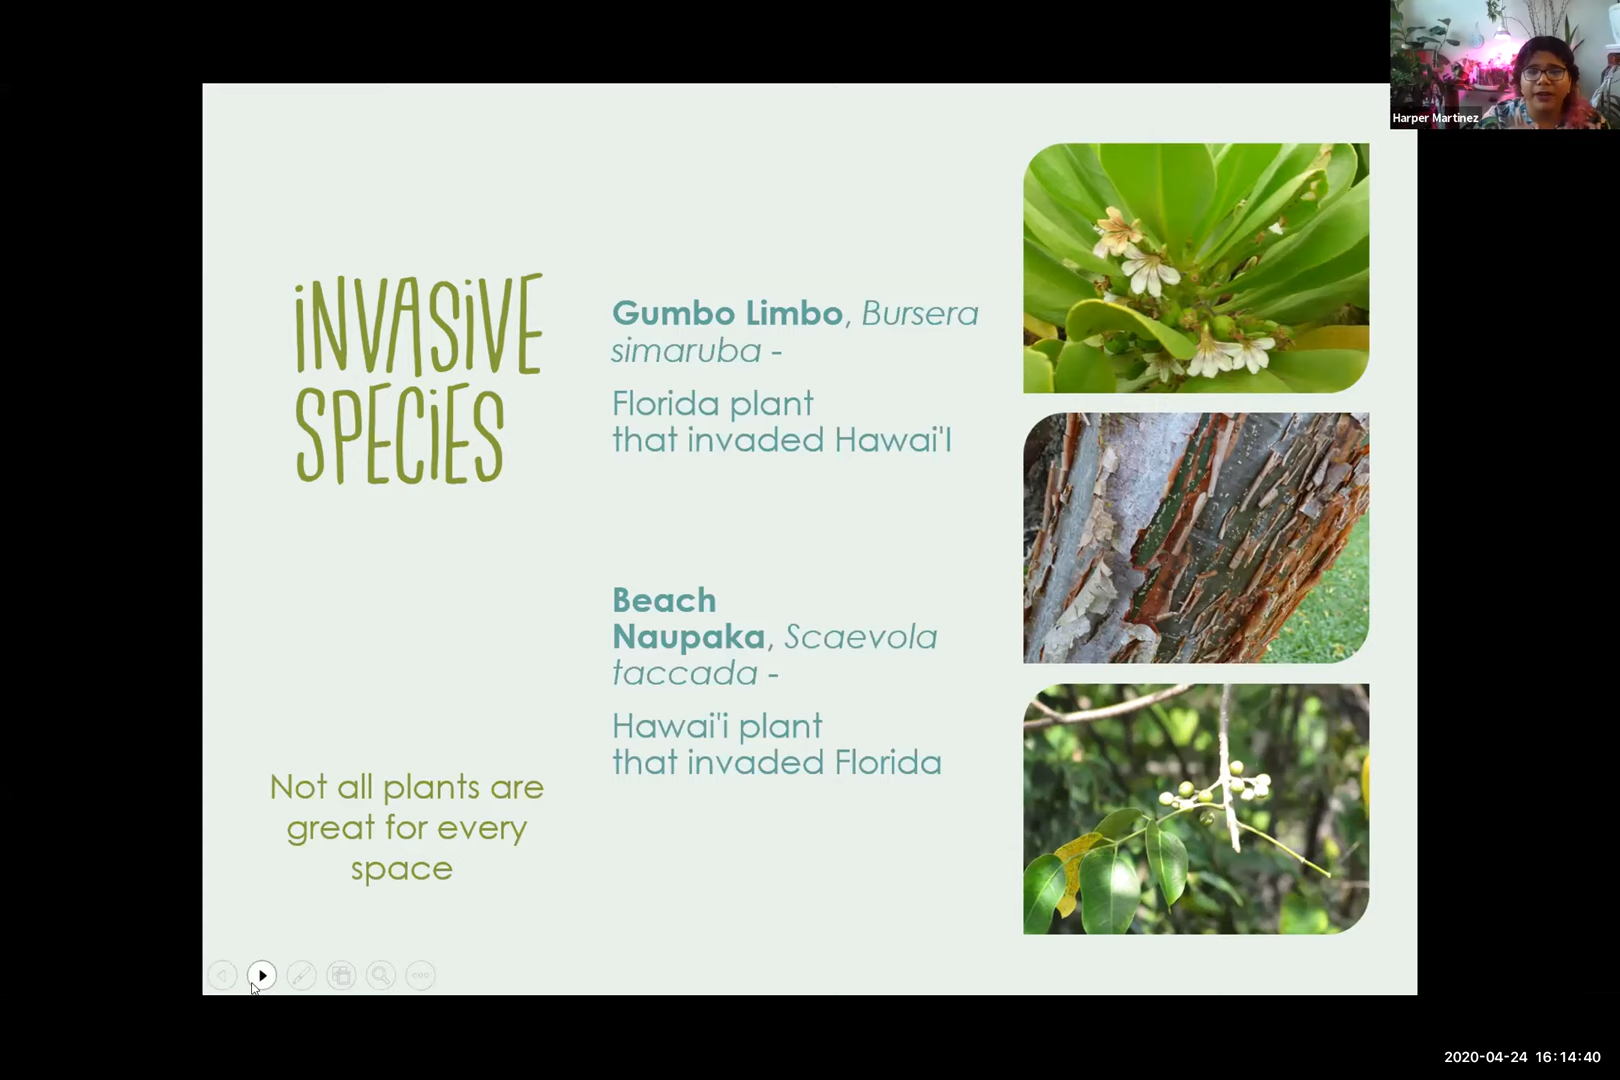 Harper Martinez
iNVASiVE
SPECiES
Gumbo Limbo, Bursera
simaruba -
Florida plant
that invaded Hawai'I
Beach
Naupaka, Scaevola
taccada -
Hawai'i plant
that invaded Florida
Not all plants are
great for every
space
2020-04-24 16:14:40